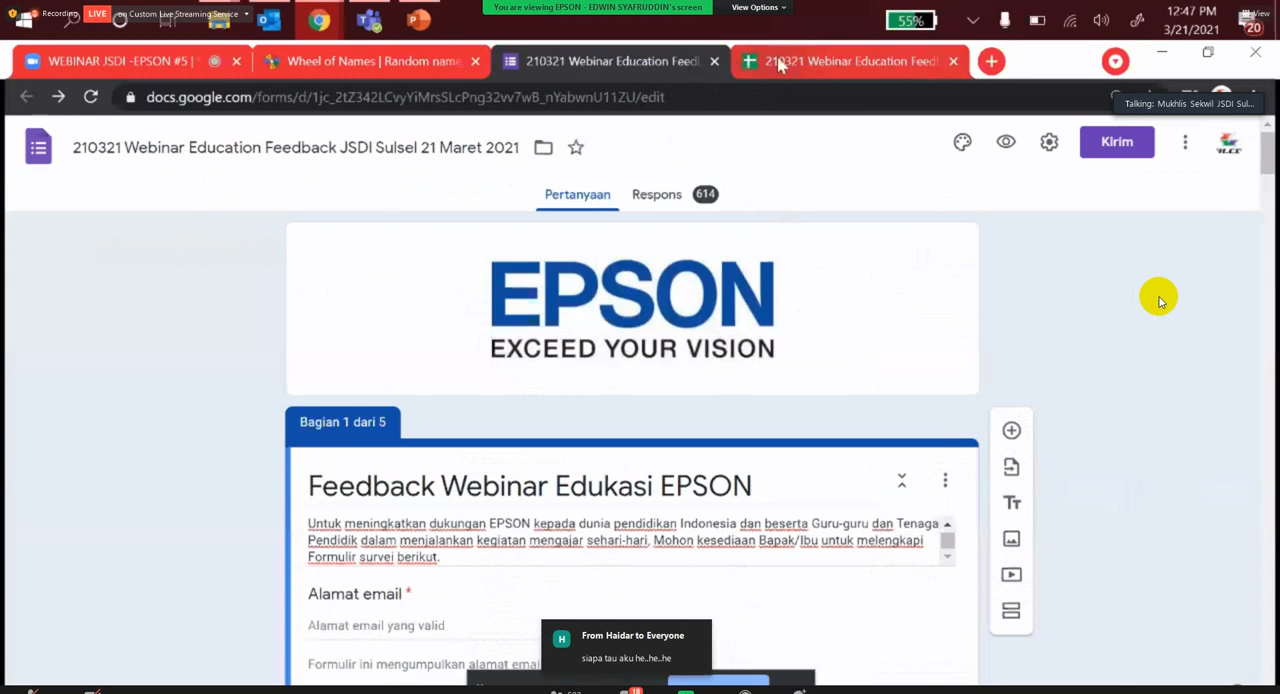 Recording
LIVE
on Custom Live Streaming Service
You are viewing EPSON - EDWIN SYAFRUDDIN's screen
View Options
55%
12:47 PM
3/21/2021
View
20
WEBINAR JSDI -EPSON #5 |
Wheel of Names | Random name
210321 Webinar Education Feed
210321 Webinar Education Feed
docs.google.com/forms/d/1jc_2tZ342LCvyYiMrsSLcPng32vv7wB_nYabwnU11ZU/edit
Talking: Mukhlis Sekwil JSDI Sul...
210321 Webinar Education Feedback JSDI Sulsel 21 Maret 2021
Kirim
Pertanyaan
Respons 614
EPSON
EXCEED YOUR VISION
Bagian 1 dari 5
Feedback Webinar Edukasi EPSON
Untuk meningkatkan dukungan EPSON kepada dunia pendidikan Indonesia dan beserta Guru-guru dan Tenaga
Pendidik dalam menjalankan kegiatan mengajar sehari-hari, Mohon kesediaan Bapak/Ibu untuk melengkapi
Formulir survei berikut.
Alamat email *
Alamat email yang valid
Formulir ini mengumpulkan alamat emai
H
From Haidar to Everyone
siapa tau aku he..he..he
18